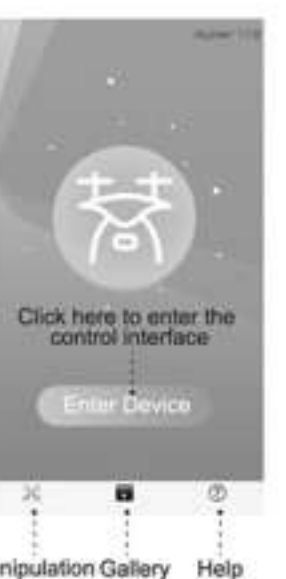 Click here to enter the
control interface
Enter Device
nipulation Gallery Help